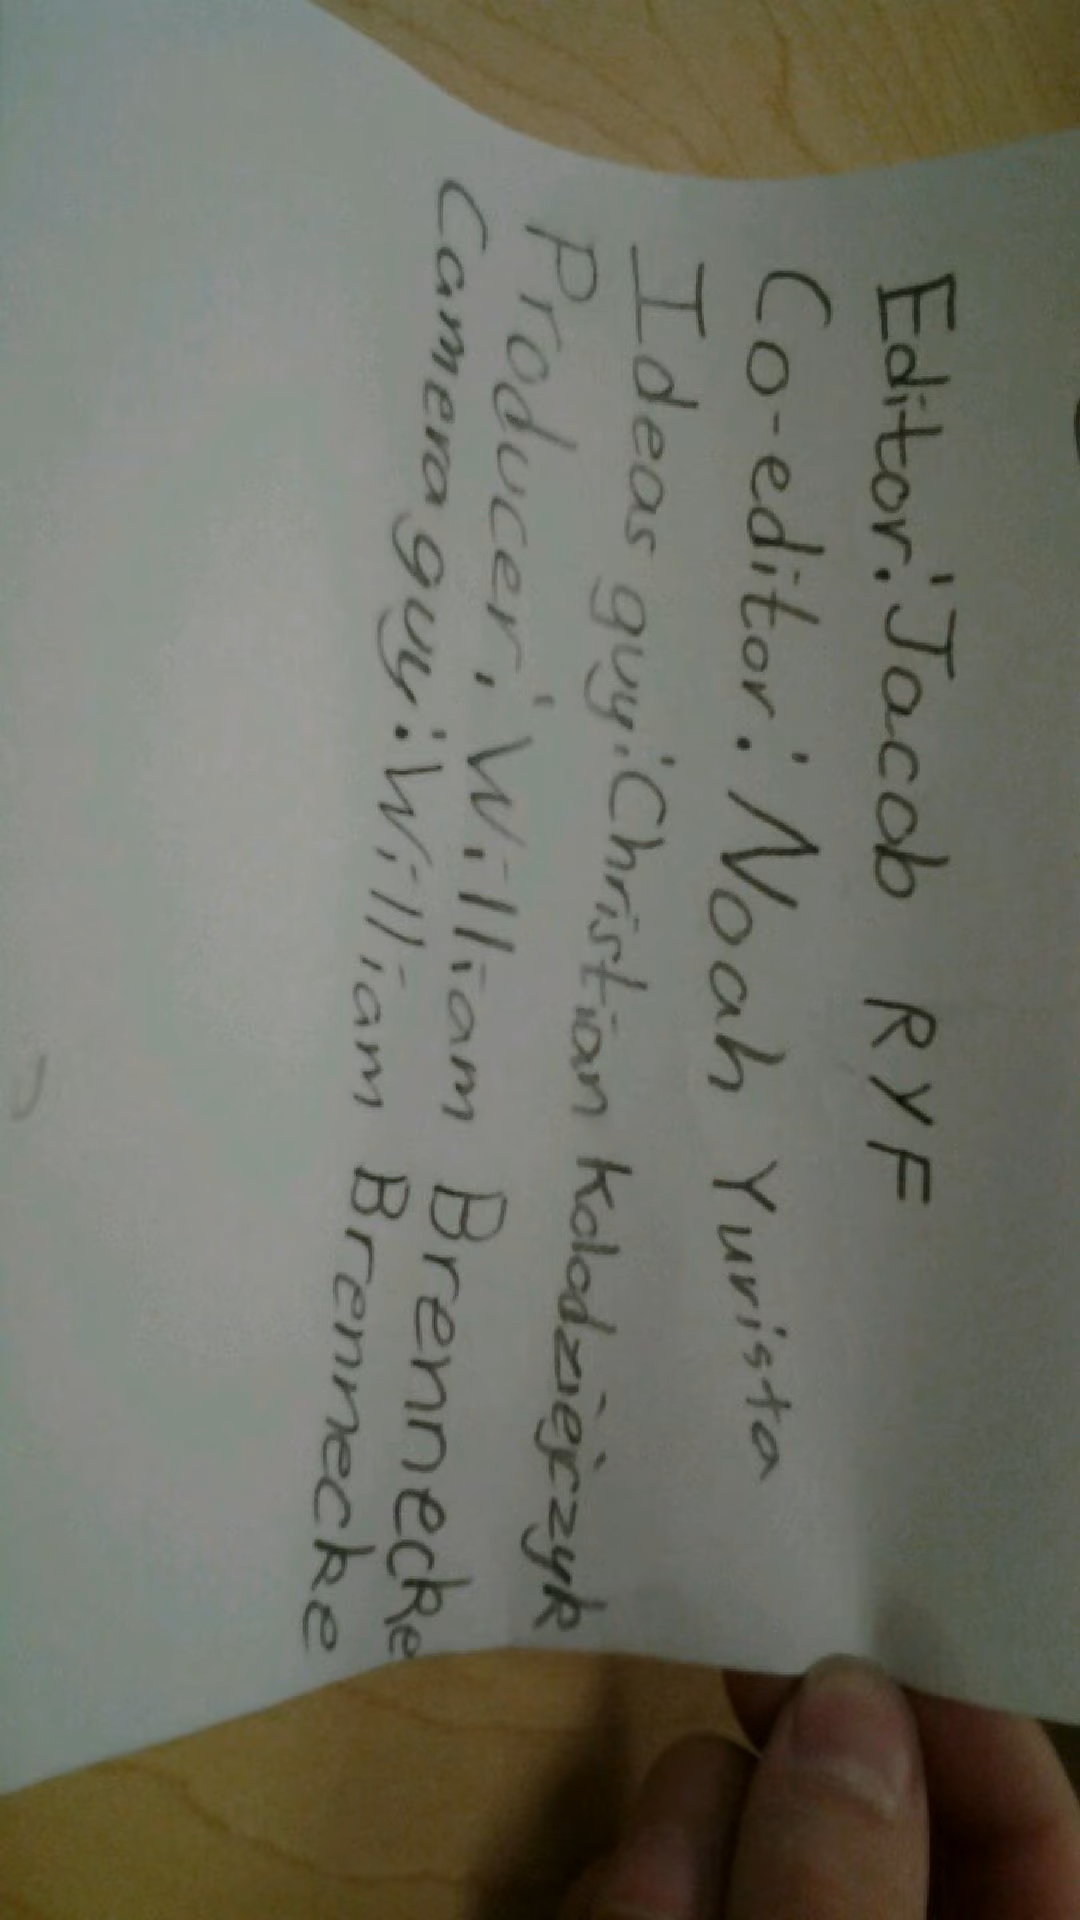 Editor: Jacob RYF
Co-editor: Noah Yurista
Ideas guy: Christian Kolodziejczyk
Producer: William Brennecke
Camera guy: William Brennecke